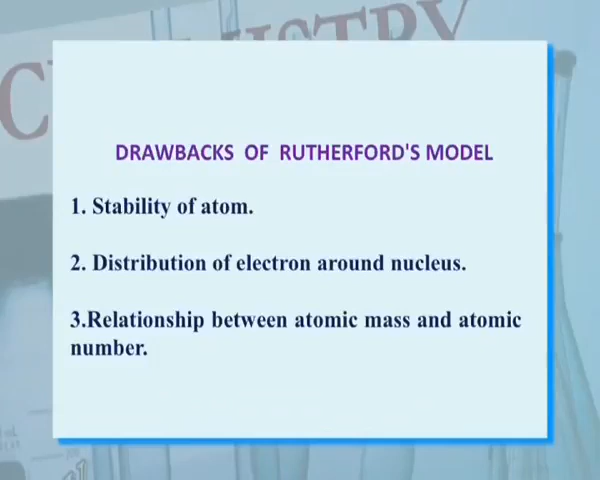 DRAWBACKS OF RUTHERFORD'S MODEL
1. Stability of atom.
2. Distribution of electron around nucleus.
3.Relationship between atomic mass and atomic
number.